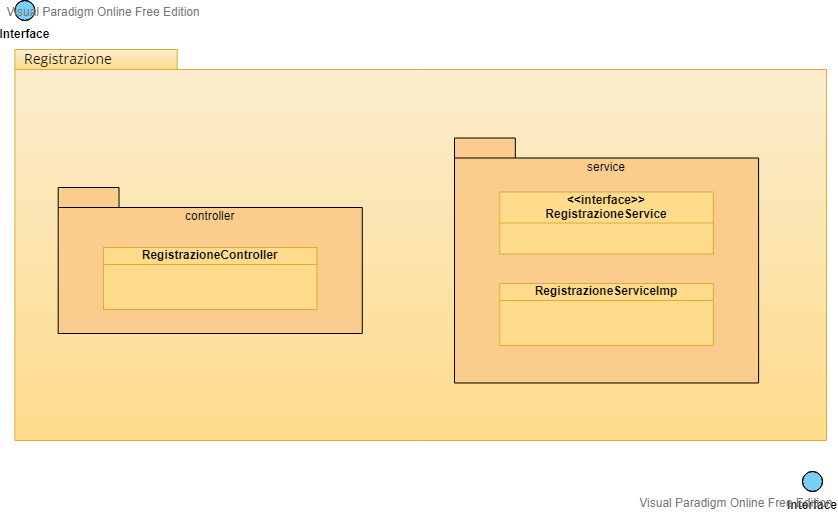 Visual Paradigm Online Free Edition
Interface
Registrazione
service
<<interface>>
RegistrazioneService
controller
RegistrazioneController
RegistrazioneServiceImp
Visual Paradigm Online Free Edition
Interface